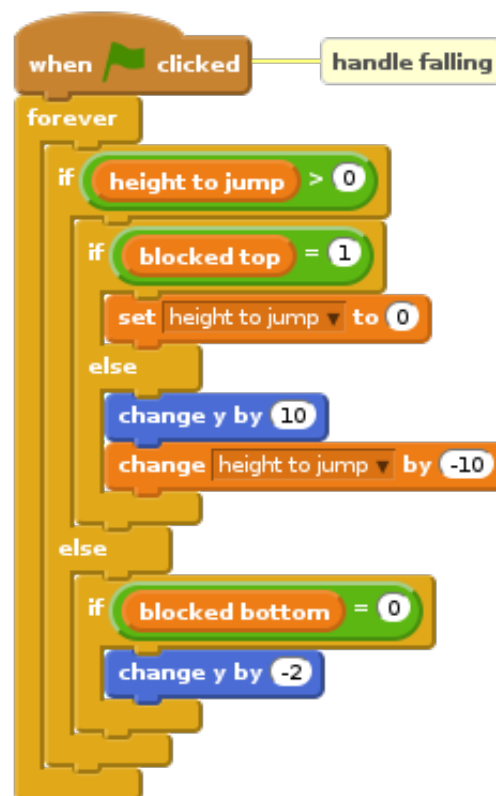 when clicked
handle falling
forever
if height to jump > 0
if blocked top = 1
set height to jump to 0
else
change y by 10
change height to jump by -10
else
if blocked bottom = 0
change y by -2